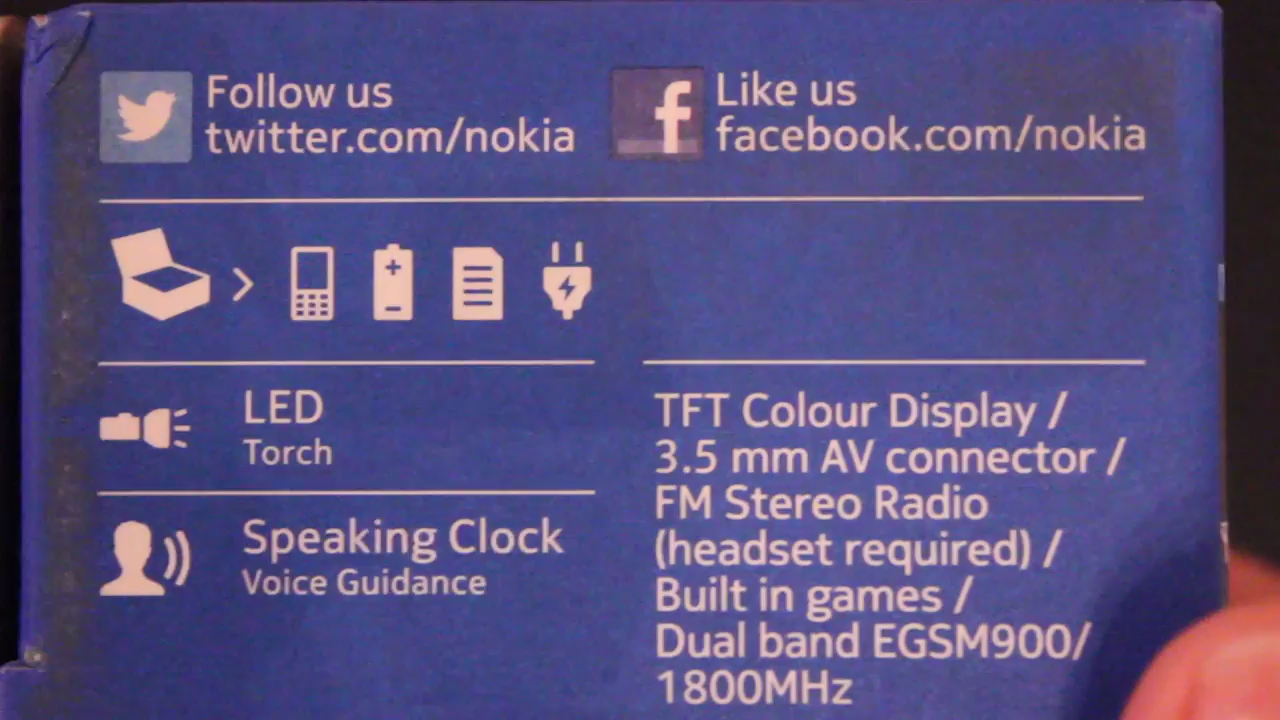 Follow us
twitter.com/nokia
Like us
facebook.com/nokia
LED
Torch
Speaking Clock
Voice Guidance
TFT Colour Display /
3.5 mm AV connector /
FM Stereo Radio
(headset required) /
Built in games /
Dual band EGSM900/
1800MHz